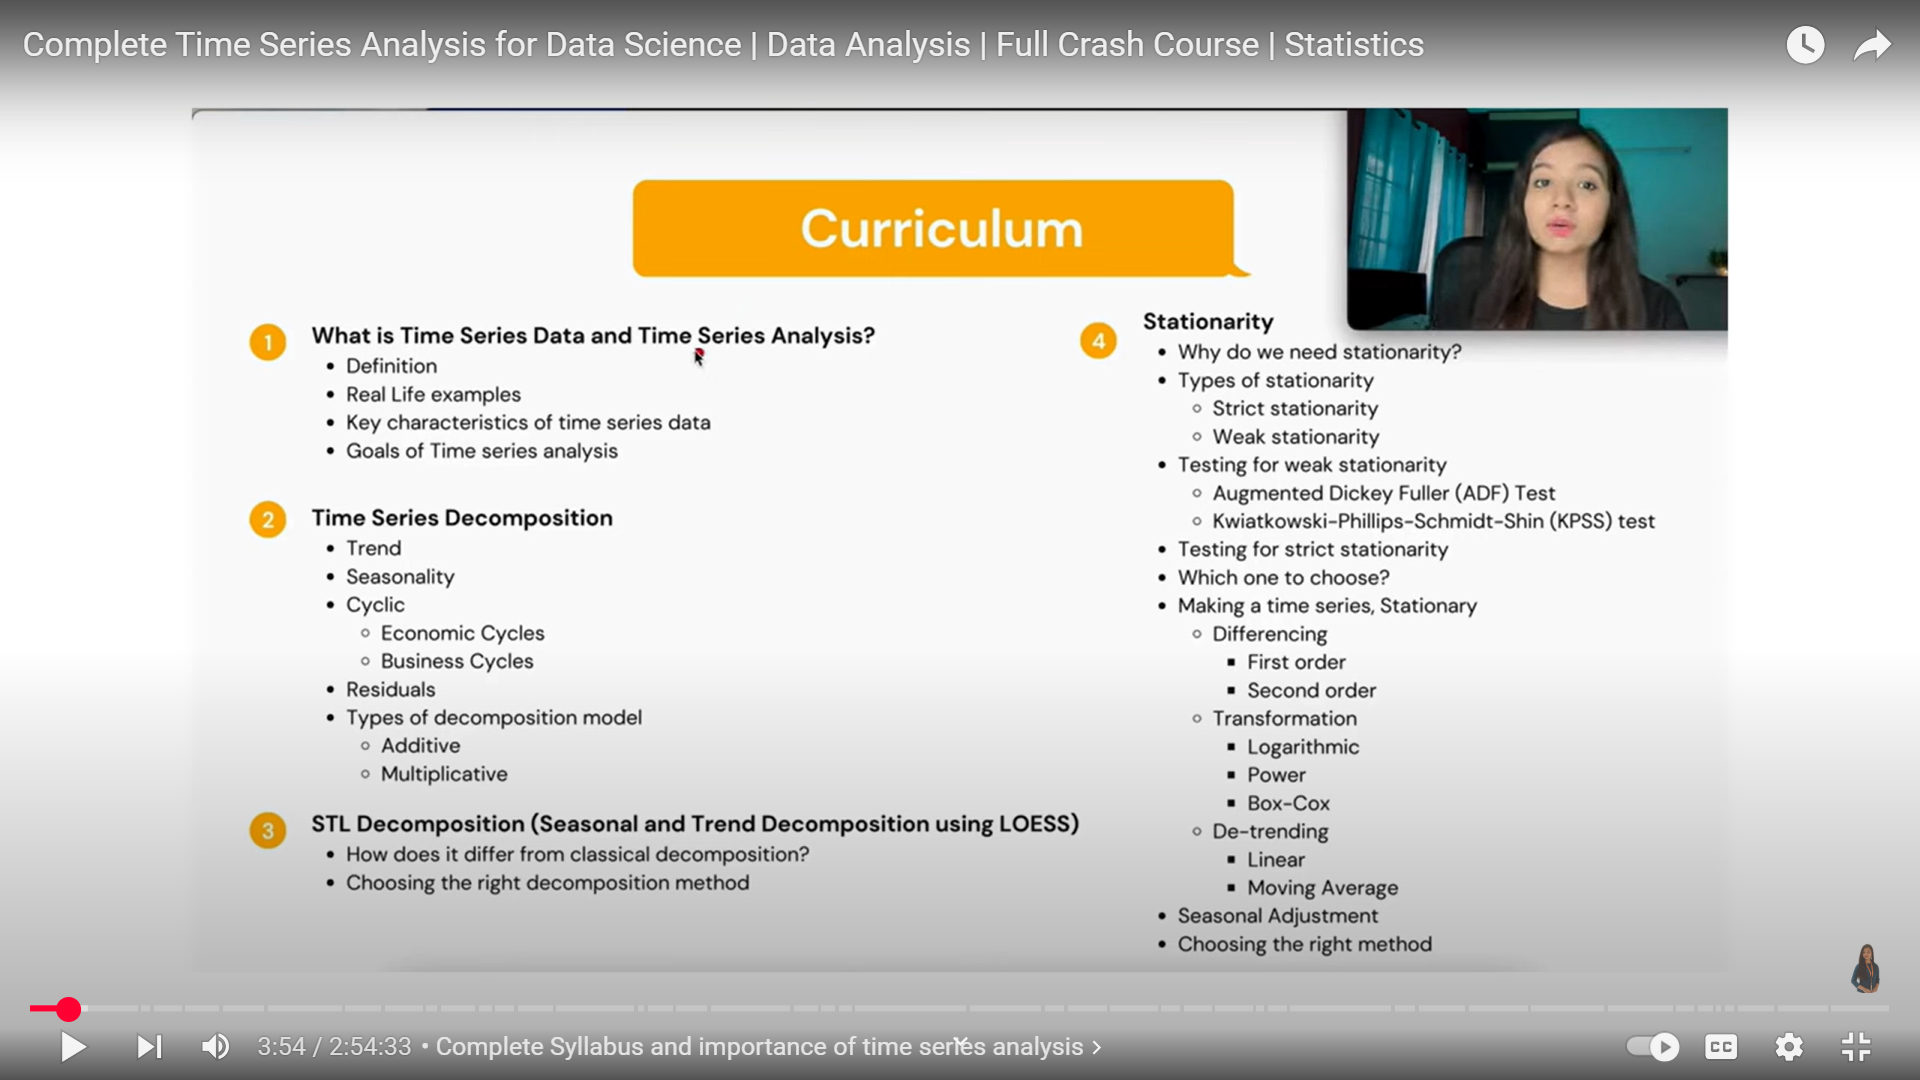 Complete Time Series Analysis for Data Science | Data Analysis | Full Crash Course | Statistics
Curriculum
1
What is Time Series Data and Time Series Analysis?
• Definition
• Real Life examples
• Key characteristics of time series data
• Goals of Time series analysis
2
Time Series Decomposition
• Trend
• Seasonality
• Cyclic
◦ Economic Cycles
◦ Business Cycles
• Residuals
• Types of decomposition model
◦ Additive
◦ Multiplicative
3
STL Decomposition (Seasonal and Trend Decomposition using LOESS)
• How does it differ from classical decomposition?
• Choosing the right decomposition method
4
Stationarity
• Why do we need stationarity?
• Types of stationarity
◦ Strict stationarity
◦ Weak stationarity
• Testing for weak stationarity
◦ Augmented Dickey Fuller (ADF) Test
◦ Kwiatkowski-Phillips-Schmidt-Shin (KPSS) test
• Testing for strict stationarity
• Which one to choose?
• Making a time series, Stationary
◦ Differencing
▪ First order
▪ Second order
◦ Transformation
▪ Logarithmic
▪ Power
▪ Box-Cox
◦ De-trending
▪ Linear
▪ Moving Average
• Seasonal Adjustment
• Choosing the right method
3:54 / 2:54:33 • Complete Syllabus and importance of time series analysis >
CC